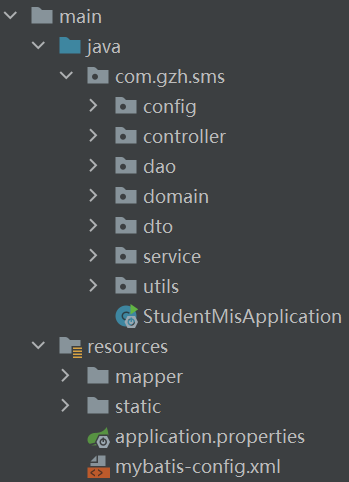 main
java
com.gzh.sms
config
controller
dao
domain
dto
service
utils
StudentMisApplication
resources
mapper
static
application.properties
mybatis-config.xml